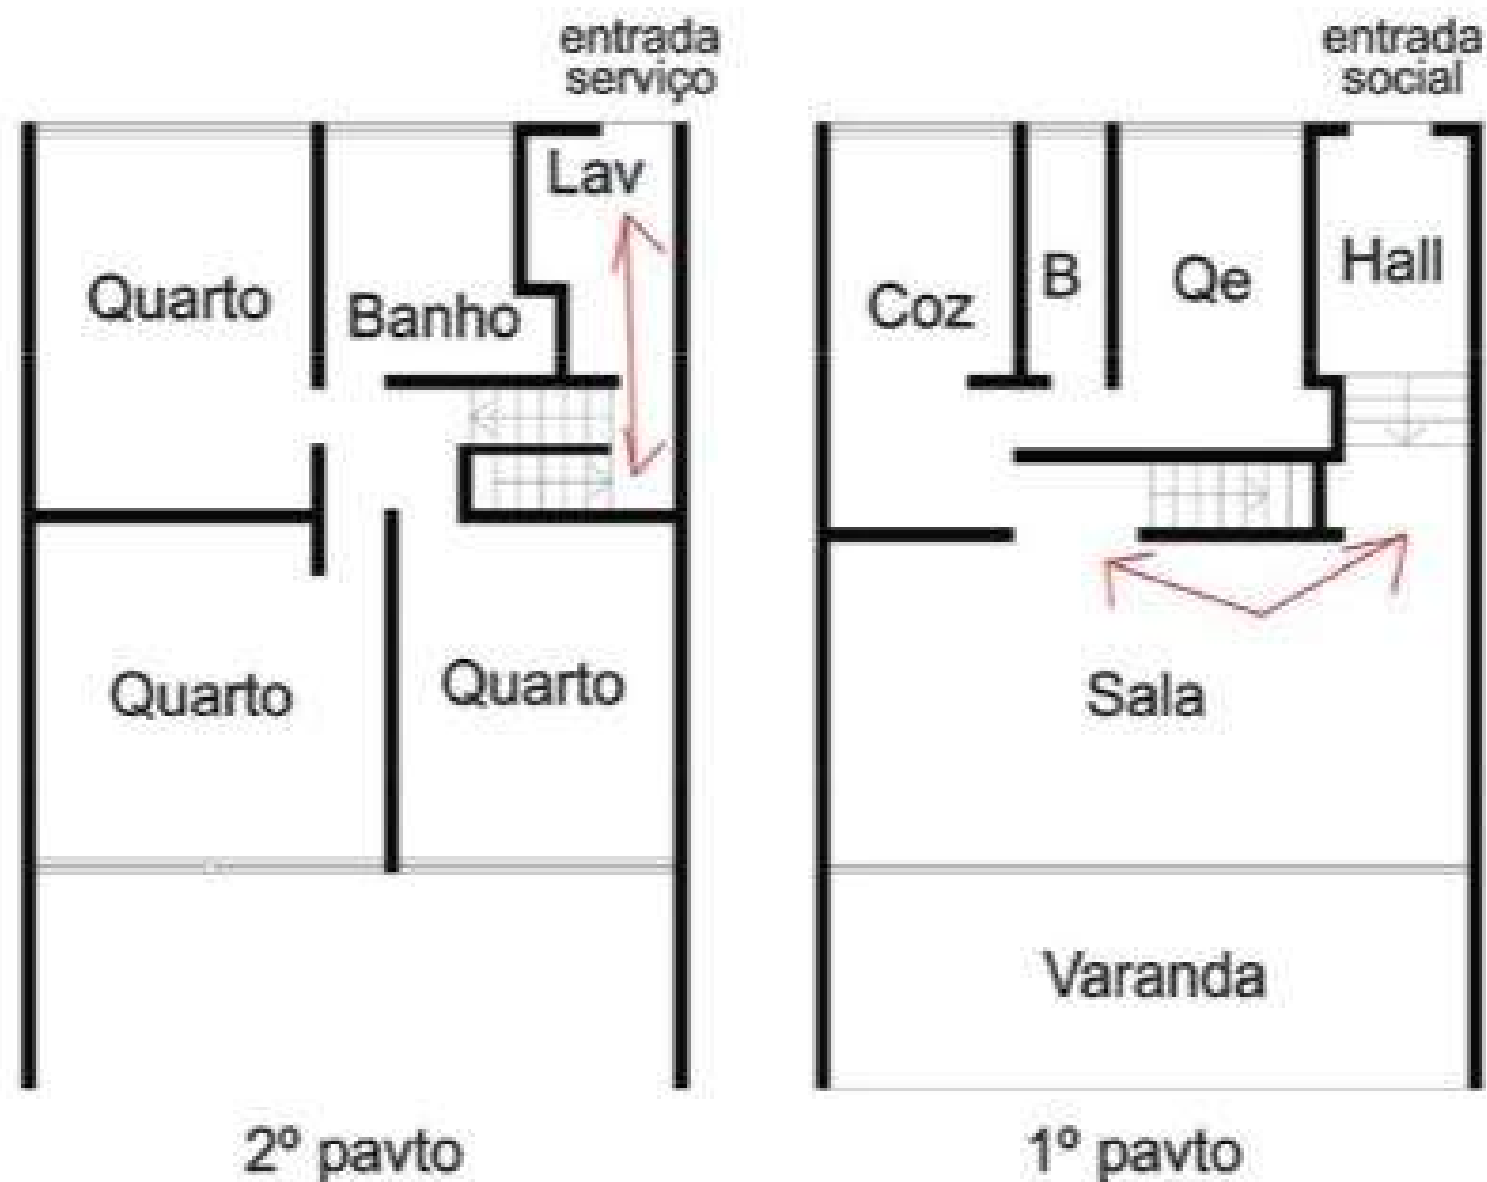 entrada
serviço
Lav
Quarto
Banho
Quarto
Quarto
2º pavto
entrada
social
Coz
B
Qe
Hall
Sala
Varanda
1º pavto